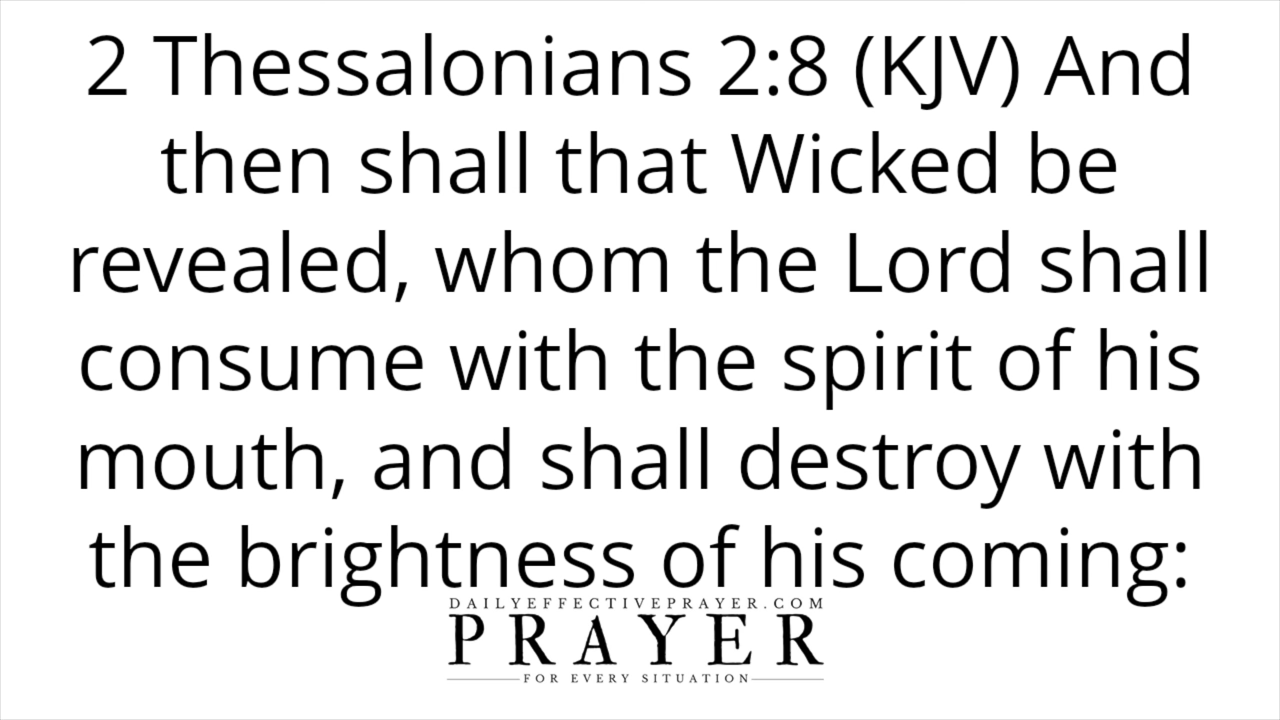 2 Thessalonians 2:8 (KJV) And
then shall that Wicked be
revealed, whom the Lord shall
consume with the spirit of his
mouth, and shall destroy with
the brightness of his coming:
DAILYEFFECTIVEPRAYER.COM
PRAYER
FOR EVERY SITUATION